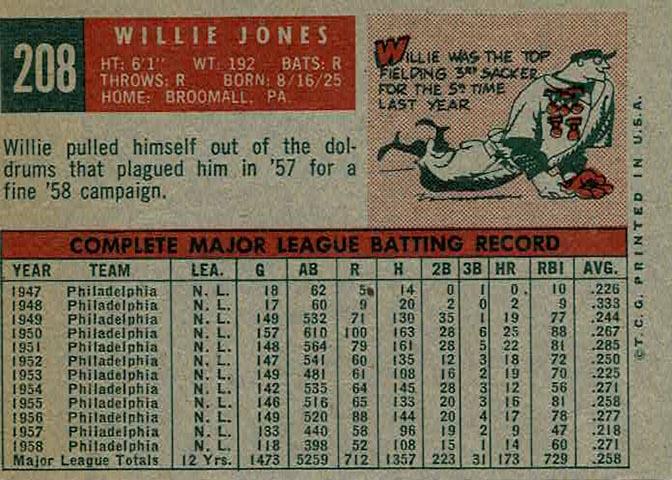 208
WILLIE JONES
HT: 6'1" WT: 192 BATS: R
THROWS: R BORN: 8/16/25
HOME: BROOMALL, PA.
Willie pulled himself out of the dol-
drums that plagued him in '57 for a
fine '58 campaign.
WILLIE WAS THE TOP
FIELDING 3RD SACKER
FOR THE 5TH TIME
LAST YEAR
COMPLETE MAJOR LEAGUE BATTING RECORD
YEAR TEAM LEA. G AB R H 2B 3B HR RBI AVG.
1947 Philadelphia N. L. 18 62 5 14 0 1 0 10 .226
1948 Philadelphia N. L. 17 60 9 20 2 0 2 9 .333
1949 Philadelphia N. L. 149 532 71 130 35 1 19 77 .244
1950 Philadelphia N. L. 157 610 100 163 28 6 25 88 .267
1951 Philadelphia N. L. 148 564 79 161 28 5 22 81 .285
1952 Philadelphia N. L. 147 541 60 135 12 3 18 72 .250
1953 Philadelphia N. L. 149 481 61 108 16 2 19 70 .225
1954 Philadelphia N. L. 142 535 64 145 28 3 12 56 .271
1955 Philadelphia N. L. 146 516 65 133 20 3 16 81 .258
1956 Philadelphia N. L. 149 520 88 144 20 4 17 78 .277
1957 Philadelphia N. L. 133 440 58 96 19 2 9 47 .218
1958 Philadelphia N. L. 118 398 52 108 15 1 14 60 .271
Major League Totals 12 Yrs. 1473 5259 712 1357 223 31 173 729 .258
© T. C. G. PRINTED IN U.S.A.